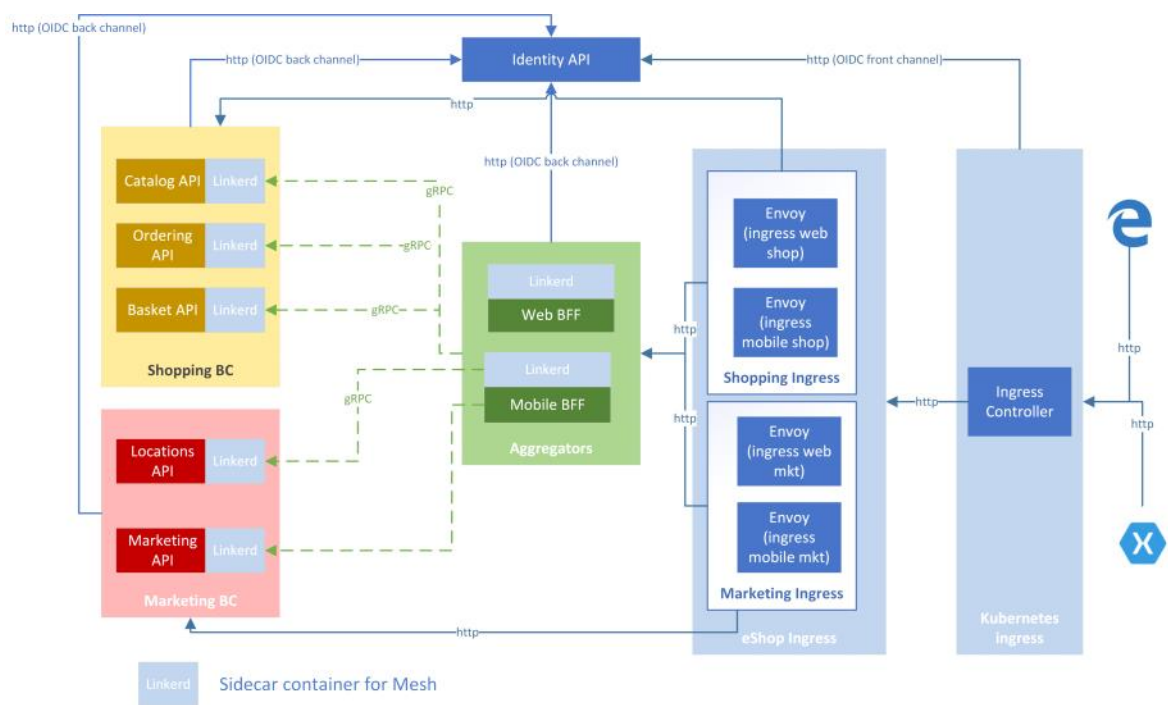 http (OIDC back channel)
Identity API
http (OIDC back channel)
http (OIDC front channel)
http
http (OIDC back channel)
Catalog API
Linkerd
Ordering
API
Linkerd
Basket API
Linkerd
Shopping BC
gRPC
gRPC
gRPC
gRPC
Linkerd
Web BFF
Linkerd
Mobile BFF
Aggregators
Locations
API
Linkerd
Marketing
API
Linkerd
Marketing BC
http
http
http
Envoy
(ingress web
shop)
Envoy
(ingress
mobile shop)
Shopping Ingress
Envoy
(ingress web
mkt)
Envoy
(ingress
mobile mkt)
Marketing Ingress
eShop Ingress
http
Ingress
Controller
Kubernetes
ingress
http
http
Linkerd
Sidecar container for Mesh